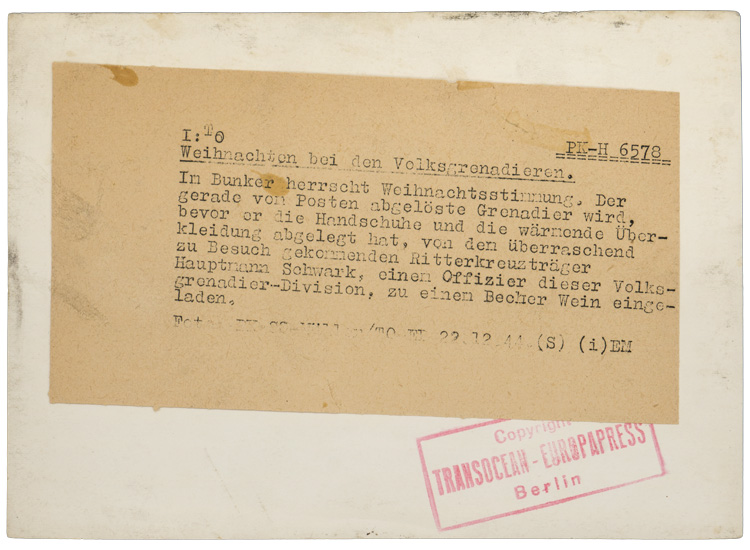 I:TO
PK-H 6578
Weihnachten bei den Volksgrenadieren.
Im Bunker herrscht Weihnachtsstimmung. Der
gerade von Posten abgelöste Grenadier wird,
bevor er die Handschuhe und die wärmende Über-
kleidung abgelegt hat, von dem überraschend
zu Besuch gekommenden Ritterkreuzträger
Hauptmann Schwark, einem Offizier dieser Volks-
grenadier-Division, zu einem Becher Wein einge-
laden.
22.12.44.(S) (i)EM
Copyright
TRANSOCEAN-EUROPAPRESS
Berlin